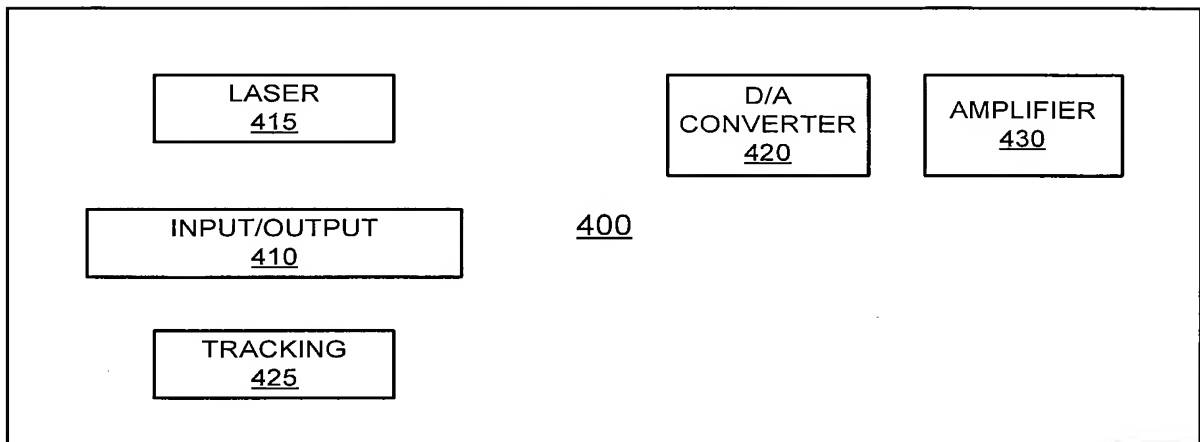 LASER
415
D/A
CONVERTER
420
AMPLIFIER
430
INPUT/OUTPUT
410
400
TRACKING
425